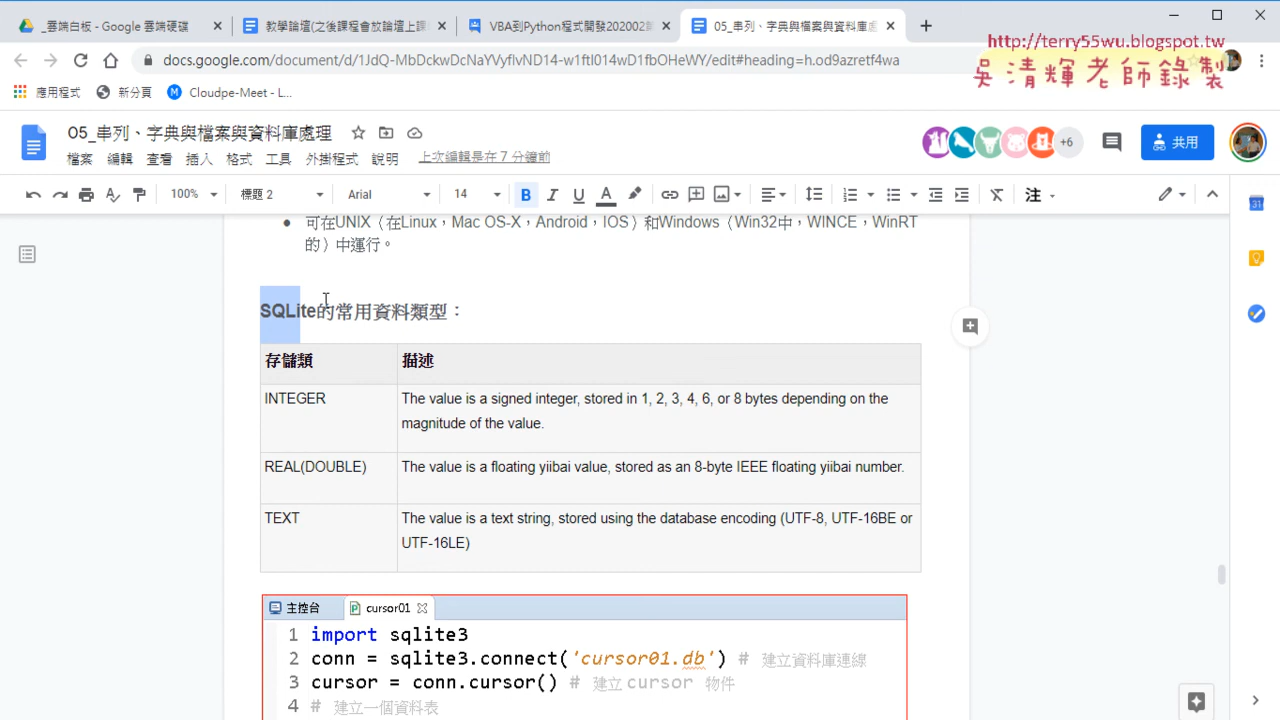 _雲端白板 - Google 雲端硬碟
教學論壇(之後課程會放論壇上課
VBA到Python程式開發202002
05_串列、字典與檔案與資料庫處
http://terry55wu.blogspot.tw
吳清輝老師錄製
docs.google.com/document/d/1JdQ-MbDckwDcNaYVyfIvND14-w1ftI014wD1fbOHeWY/edit#heading=h.od9azretf4wa
應用程式
新分頁
Cloudpe-Meet - L...
05_串列、字典與檔案與資料庫處理
檔案 編輯 查看 插入 格式 工具 外掛程式 說明 上次編輯是在 7 分鐘前
+6
共用
100% 標題 2 Arial 14 B I U A 注
可在UNIX（在Linux，Mac OS-X，Android，IOS）和Windows（Win32中，WINCE，WinRT
的）中運行。
SQLite的常用資料類型：
存儲類 描述
INTEGER The value is a signed integer, stored in 1, 2, 3, 4, 6, or 8 bytes depending on the
magnitude of the value.
REAL(DOUBLE) The value is a floating yiibai value, stored as an 8-byte IEEE floating yiibai number.
TEXT The value is a text string, stored using the database encoding (UTF-8, UTF-16BE or
UTF-16LE)
主控台 cursor01
1 import sqlite3
2 conn = sqlite3.connect('cursor01.db') # 建立資料庫連線
3 cursor = conn.cursor() # 建立 cursor 物件
4 # 建立一個資料表